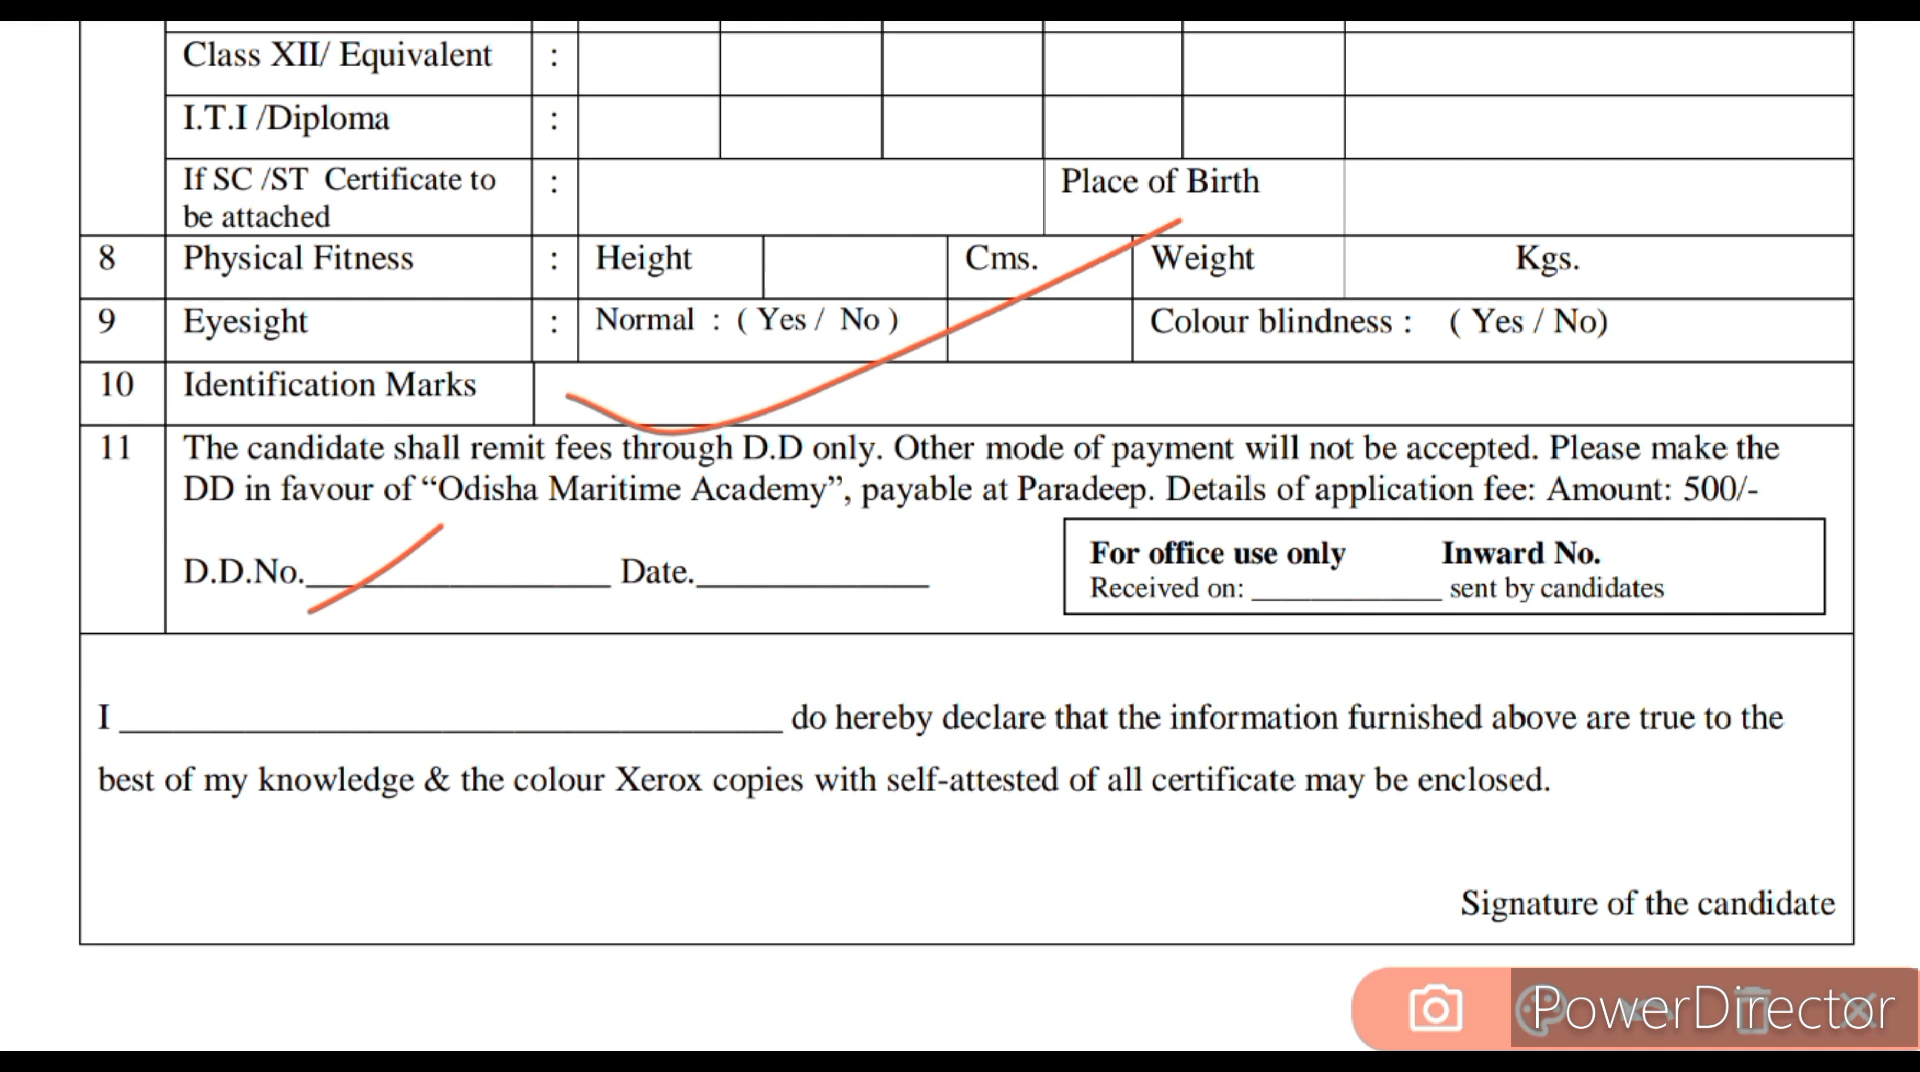 Class XII/ Equivalent :
I.T.I /Diploma :
If SC /ST Certificate to be attached : Place of Birth
8 Physical Fitness : Height Cms. Weight Kgs.
9 Eyesight : Normal : ( Yes / No ) Colour blindness : ( Yes / No)
10 Identification Marks
11 The candidate shall remit fees through D.D only. Other mode of payment will not be accepted. Please make the
DD in favour of “Odisha Maritime Academy”, payable at Paradeep. Details of application fee: Amount: 500/-
For office use only Inward No.
D.D.No.__________________ Date.______________
Received on: ____________ sent by candidates
I ________________________________________ do hereby declare that the information furnished above are true to the
best of my knowledge & the colour Xerox copies with self-attested of all certificate may be enclosed.
Signature of the candidate
PowerDirector